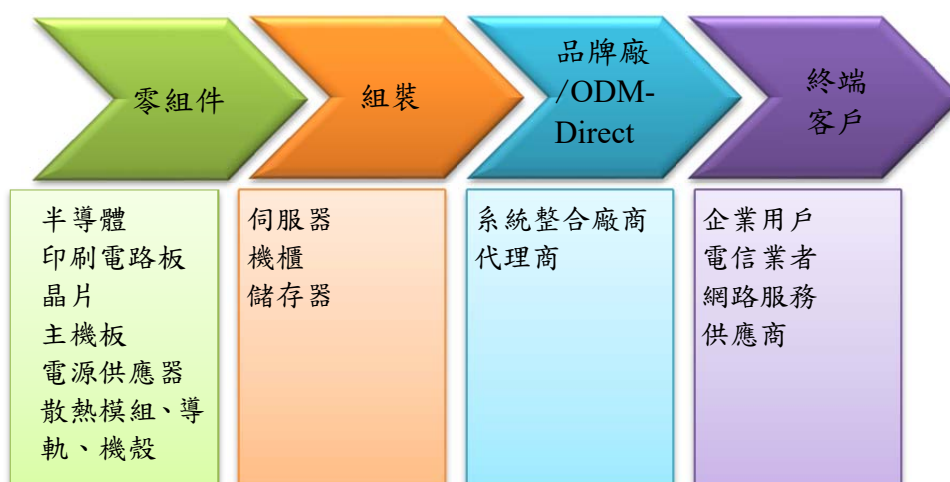 零組件
組裝
品牌廠
/ODM-
Direct
終端
客戶
半導體
印刷電路板
晶片
主機板
電源供應器
散熱模組、導
軌、機殼
伺服器
機櫃
儲存器
系統整合廠商
代理商
企業用戶
電信業者
網路服務
供應商